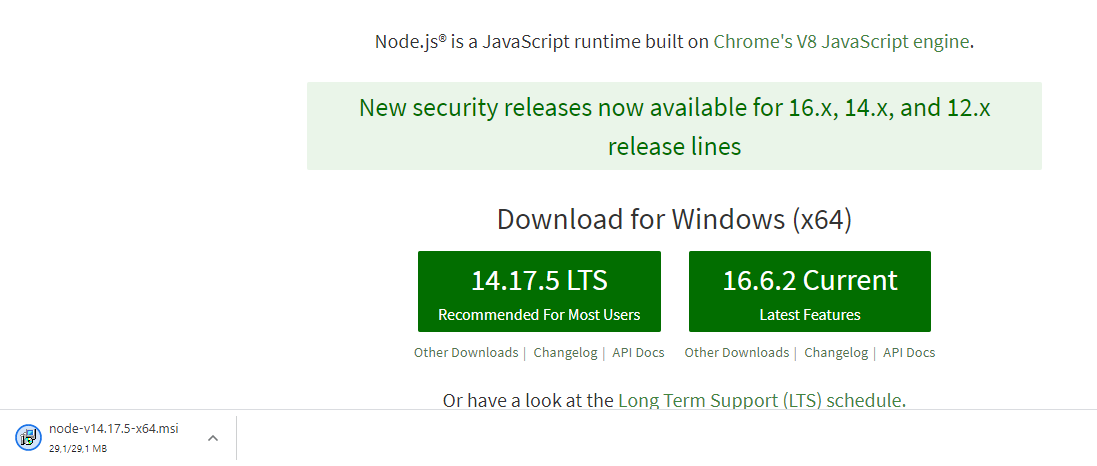 Node.js® is a JavaScript runtime built on Chrome's V8 JavaScript engine.
New security releases now available for 16.x, 14.x, and 12.x
release lines
Download for Windows (x64)
14.17.5 LTS
Recommended For Most Users
16.6.2 Current
Latest Features
Other Downloads | Changelog | API Docs
Other Downloads | Changelog | API Docs
Or have a look at the Long Term Support (LTS) schedule.
node-v14.17.5-x64.msi
29,1/29,1 MB